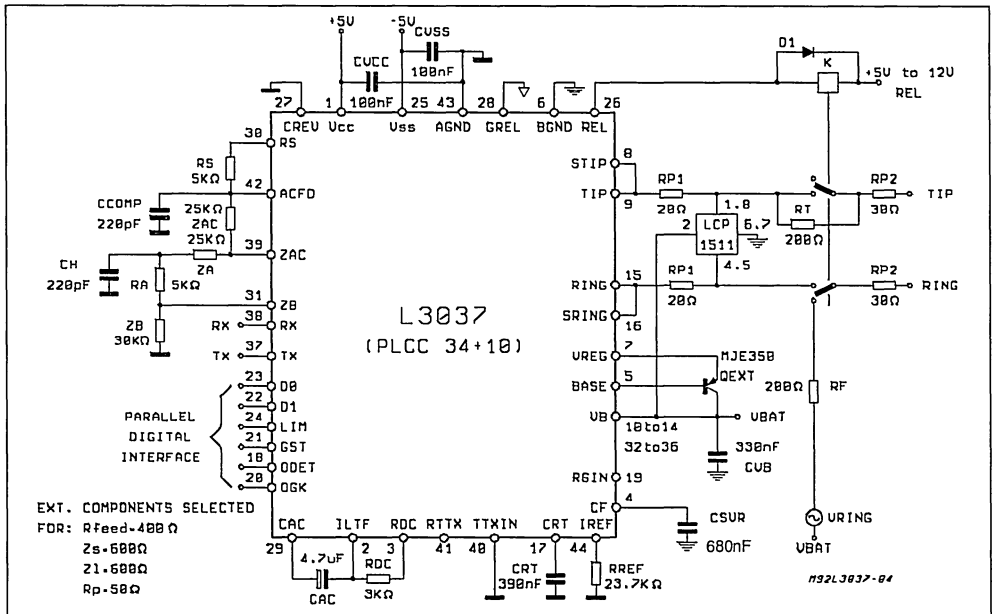 +5V -5V
CVSS
100nF
CVCC
100nF
D1
K
+5V to 12V
REL
27 1 25 43 28 6 26
CREV Vcc Vss AGND GREL BGND REL
30 RS
RS
5KΩ
42 ACFD
CCOMP
220pF
25KΩ
ZAC
25KΩ
39 ZAC
ZA
CH
220pF
RA 5KΩ
31 ZB
ZB
30KΩ
RX 38 RX
TX 37 TX
23 D0
22 D1
24 LIM
21 GST
18 ODET
20 OGK
PARALLEL
DIGITAL
INTERFACE
L3037
(PLCC 34+10)
STIP 8
TIP 9
RP1
20Ω
1.8
2 LCP 6.7
1511
4.5
RT
200Ω
RP2
30Ω
TIP
RING 15
SRING 16
RP1
20Ω
RP2
30Ω
RING
VREG 7
MJE350
QEXT
BASE 5
VB
10to14
32to36
VBAT
330nF
CVB
200Ω RF
RGIN 19
CF 4
CSVR
680nF
VRING
VBAT
EXT. COMPONENTS SELECTED
FOR: Rfeed=400Ω
Zs=600Ω
Zl=600Ω
Rp=50Ω
CAC ILTF RDC RTTX TTXIN CRT IREF
29 2 3 41 40 17 44
4.7uF
CAC
RDC
3KΩ
CRT
390nF
RREF
23.7KΩ
M92L3037-04